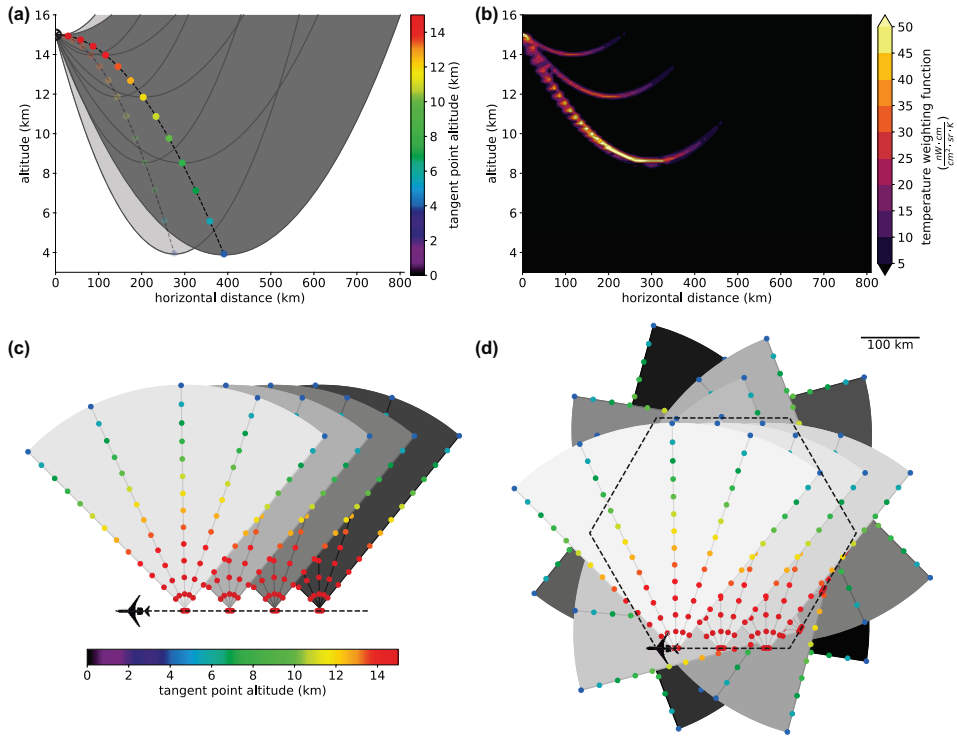 (a)
16
14
12
10
8
6
4
altitude (km)
0 100 200 300 400 500 600 700 800
horizontal distance (km)
14
12
10
8
6
4
2
0
tangent point altitude (km)
(b)
16
14
12
10
8
6
4
altitude (km)
0 100 200 300 400 500 600 700 800
horizontal distance (km)
50
45
40
35
30
25
20
15
10
5
temperature weighting function
(nW·cm / cm²·sr·K)
(c)
0 2 4 6 8 10 12 14
tangent point altitude (km)
(d)
100 km